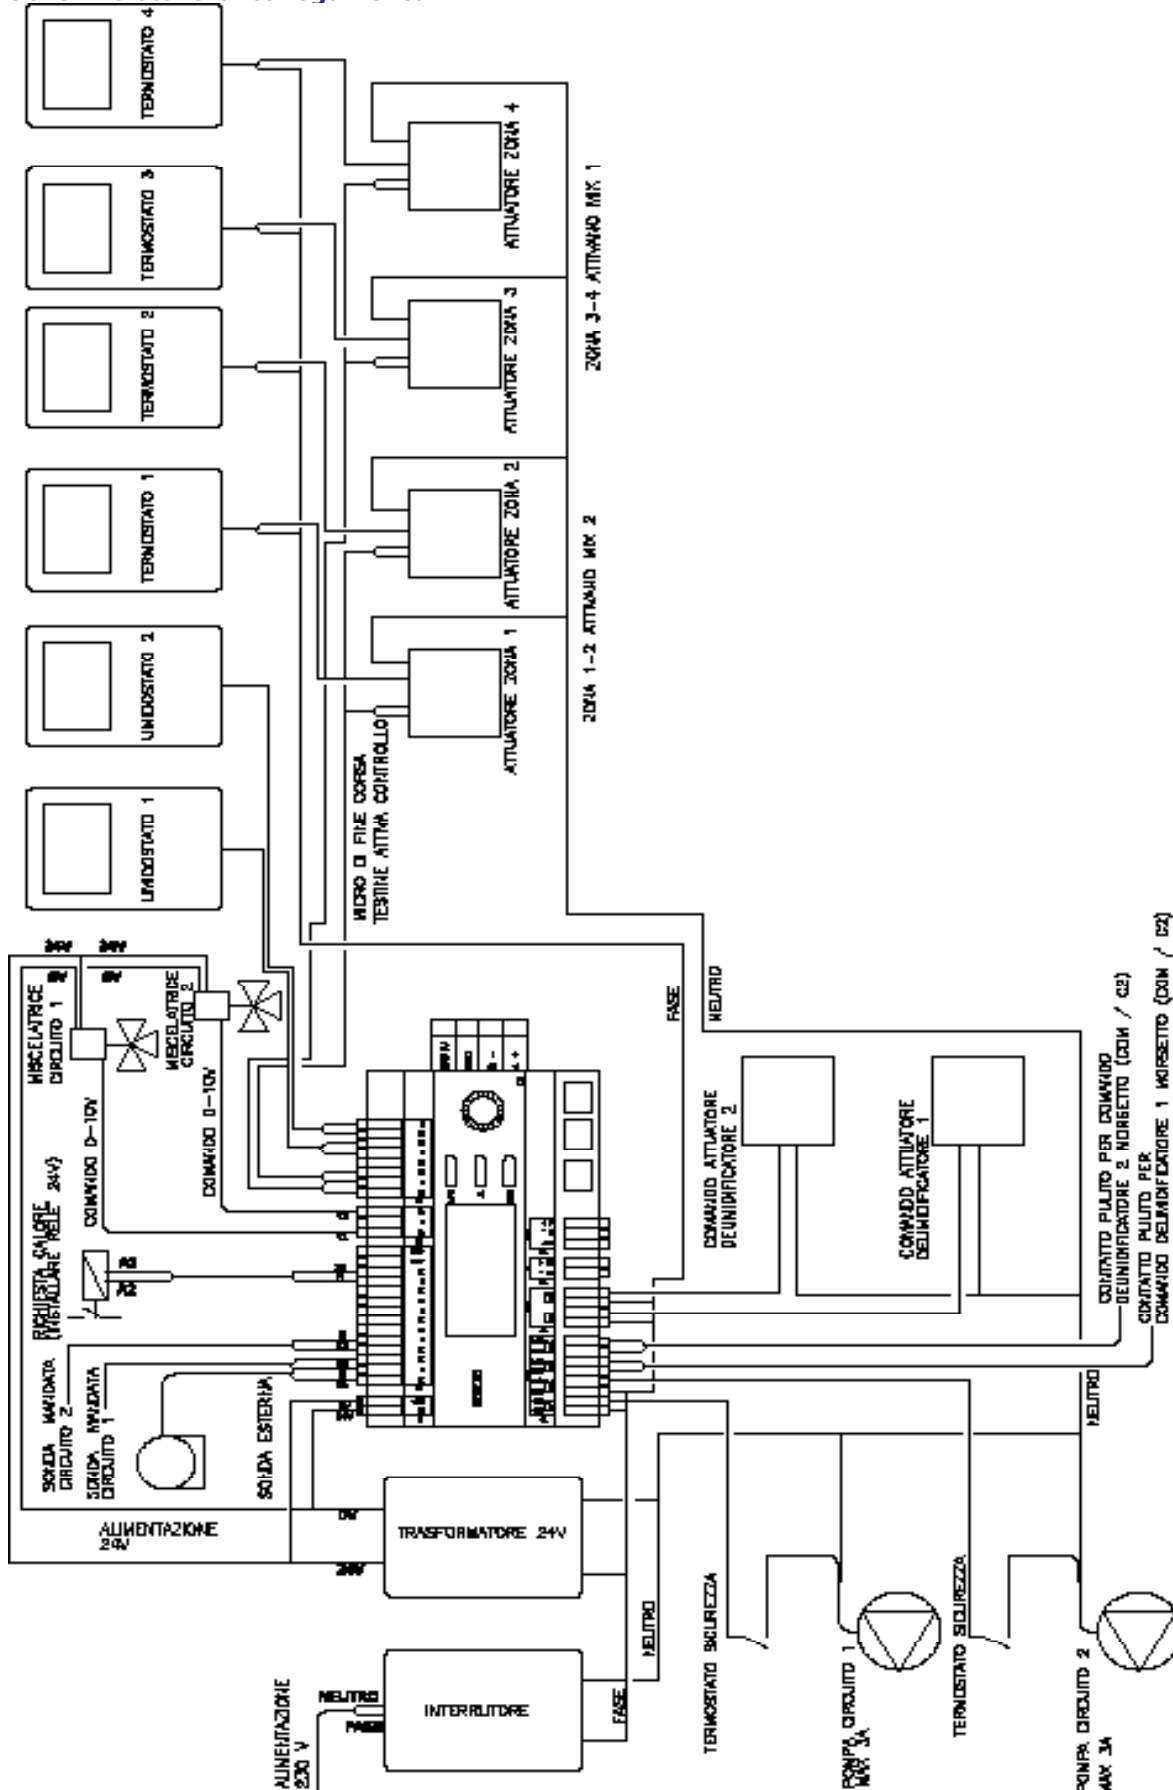 TERMOSTATO 4
TERMOSTATO 3
TERMOSTATO 2
TERMOSTATO 1
UMIDOSTATO 2
UMIDOSTATO 1
ATTUATORE ZONA 4
ATTUATORE ZONA 3
ATTUATORE ZONA 2
ATTUATORE ZONA 1
ZONA 3-4 ATTIVANO MIX 1
ZONA 1-2 ATTIVANO MIX 2
MICRO DI FINE CORSA
TESTINE ATTIVA CONTROLLO
24V
24V
0V
0V
MISCELATRICE
CIRCUITO 1
MISCELATRICE
CIRCUITO 2
COMANDO 0-10V
COMANDO 0-10V
RICHIESTA CALORE
(INSTALLARE RELE' 24V)
A1
A2
SONDA MANDATA
CIRCUITO 2
SONDA MANDATA
CIRCUITO 1
SONDA ESTERNA
FASE
NEUTRO
COMANDO ATTUATORE
DEUMIDIFICATORE 2
COMANDO ATTUATORE
DEUMIDIFICATORE 1
CONTATTO PULITO PER COMANDO
DEUMIDIFICATORE 2 MORSETTO (COM / C2)
CONTATTO PULITO PER
COMANDO DEUMIDIFICATORE 1 MORSETTO (COM / C2)
NEUTRO
ALIMENTAZIONE
24V
0V
24V
TRASFORMATORE 24V
ALIMENTAZIONE
230 V
NEUTRO
FASE
INTERRUTTORE
FASE
NEUTRO
TERMOSTATO SICUREZZA
POMPA CIRCUITO 1
MAX 3A
TERMOSTATO SICUREZZA
POMPA CIRCUITO 2
MAX 3A